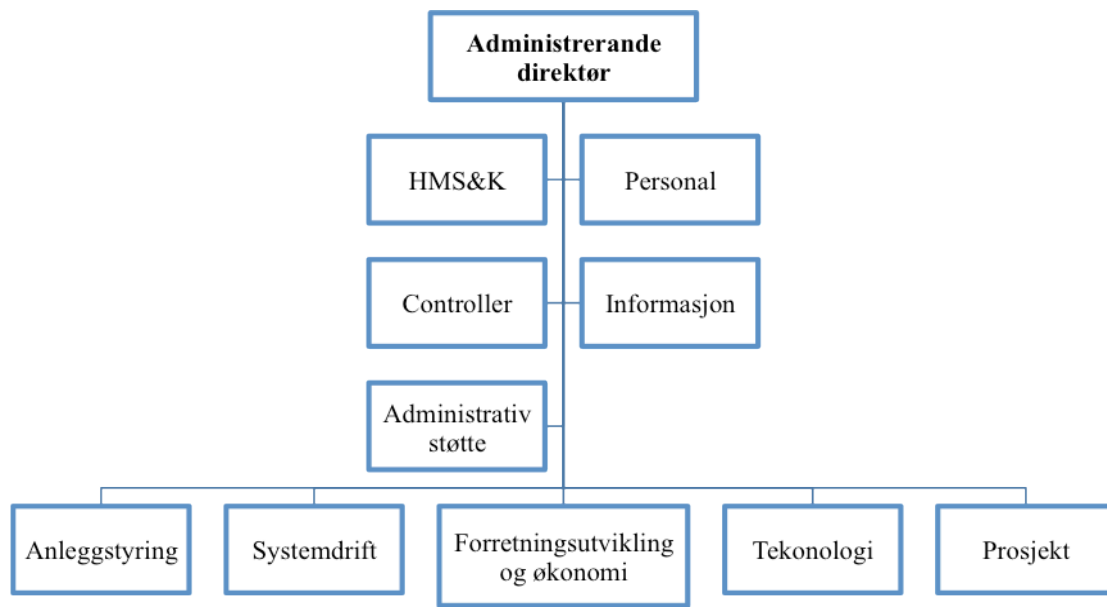 Administrerande
direktør
HMS&K
Personal
Controller
Informasjon
Administrativ
støtte
Anleggstyring
Systemdrift
Forretningsutvikling
og økonomi
Tekonologi
Prosjekt